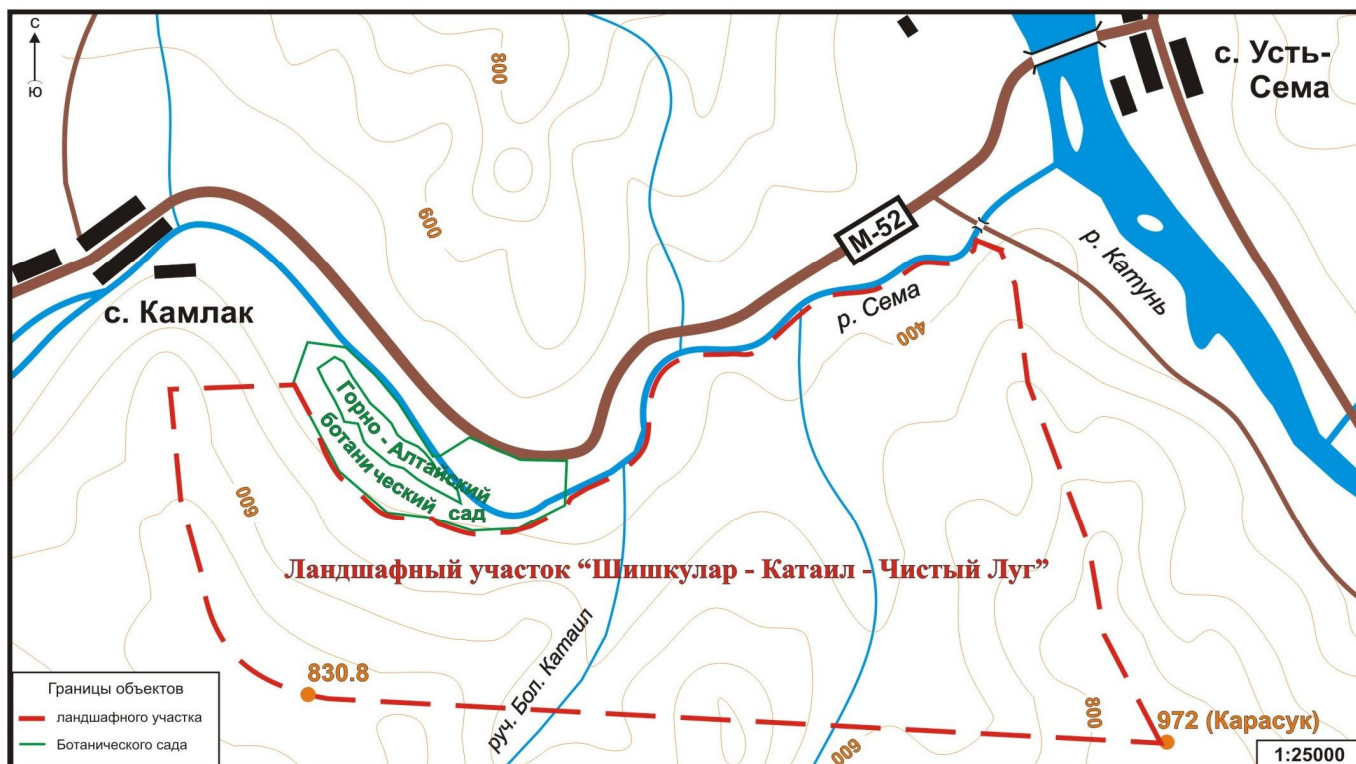 С
Ю
800
с. Усть-
Сема
600
М-52
р. Катунь
р. Сема
400
с. Камлак
Горно - Алтайский
ботанический сад
600
Ландшафный участок “Шишкулар - Катаил - Чистый Луг”
руч. Бол. Катаил
830.8
Границы объектов
ландшафного участка
Ботанического сада
800
972 (Карасук)
600
1:25000